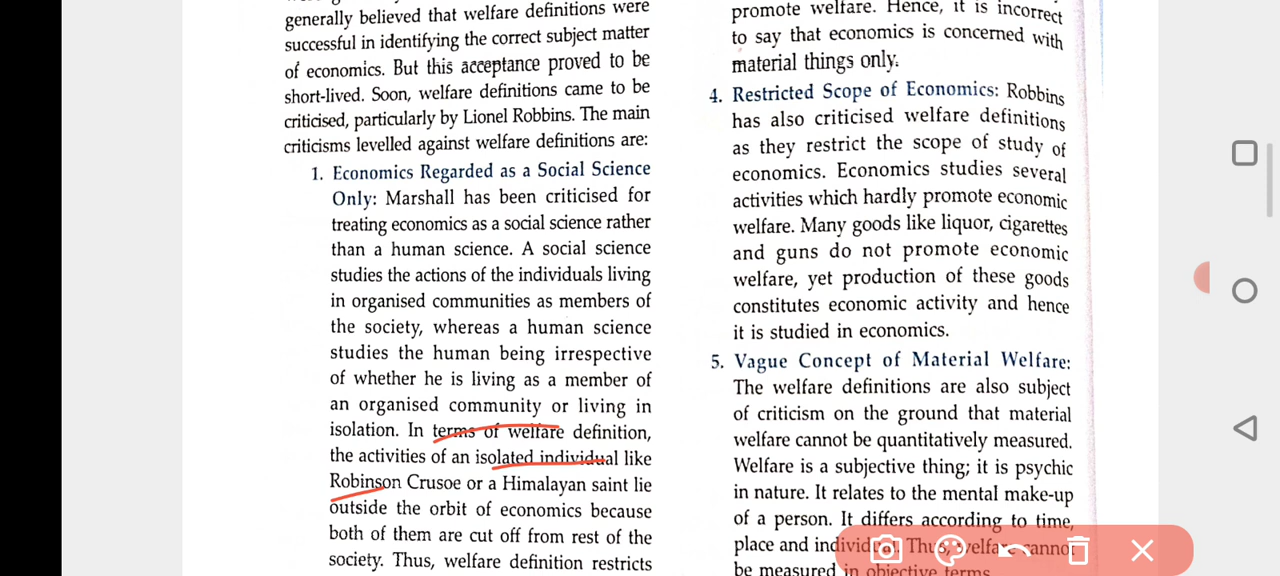 generally believed that welfare definitions were
successful in identifying the correct subject matter
of economics. But this acceptance proved to be
short-lived. Soon, welfare definitions came to be
criticised, particularly by Lionel Robbins. The main
criticisms levelled against welfare definitions are:
1. Economics Regarded as a Social Science
Only: Marshall has been criticised for
treating economics as a social science rather
than a human science. A social science
studies the actions of the individuals living
in organised communities as members of
the society, whereas a human science
studies the human being irrespective
of whether he is living as a member of
an organised community or living in
isolation. In terms of welfare definition,
the activities of an isolated individual like
Robinson Crusoe or a Himalayan saint lie
outside the orbit of economics because
both of them are cut off from rest of the
society. Thus, welfare definition restricts
promote welfare. Hence, it is incorrect
to say that economics is concerned with
material things only.
4. Restricted Scope of Economics: Robbins
has also criticised welfare definitions
as they restrict the scope of study of
economics. Economics studies several
activities which hardly promote economic
welfare. Many goods like liquor, cigarettes
and guns do not promote economic
welfare, yet production of these goods
constitutes economic activity and hence
it is studied in economics.
5. Vague Concept of Material Welfare:
The welfare definitions are also subject
of criticism on the ground that material
welfare cannot be quantitatively measured.
Welfare is a subjective thing; it is psychic
in nature. It relates to the mental make-up
of a person. It differs according to time,
place and individual. Thus, welfare cannot
be measured in objective terms